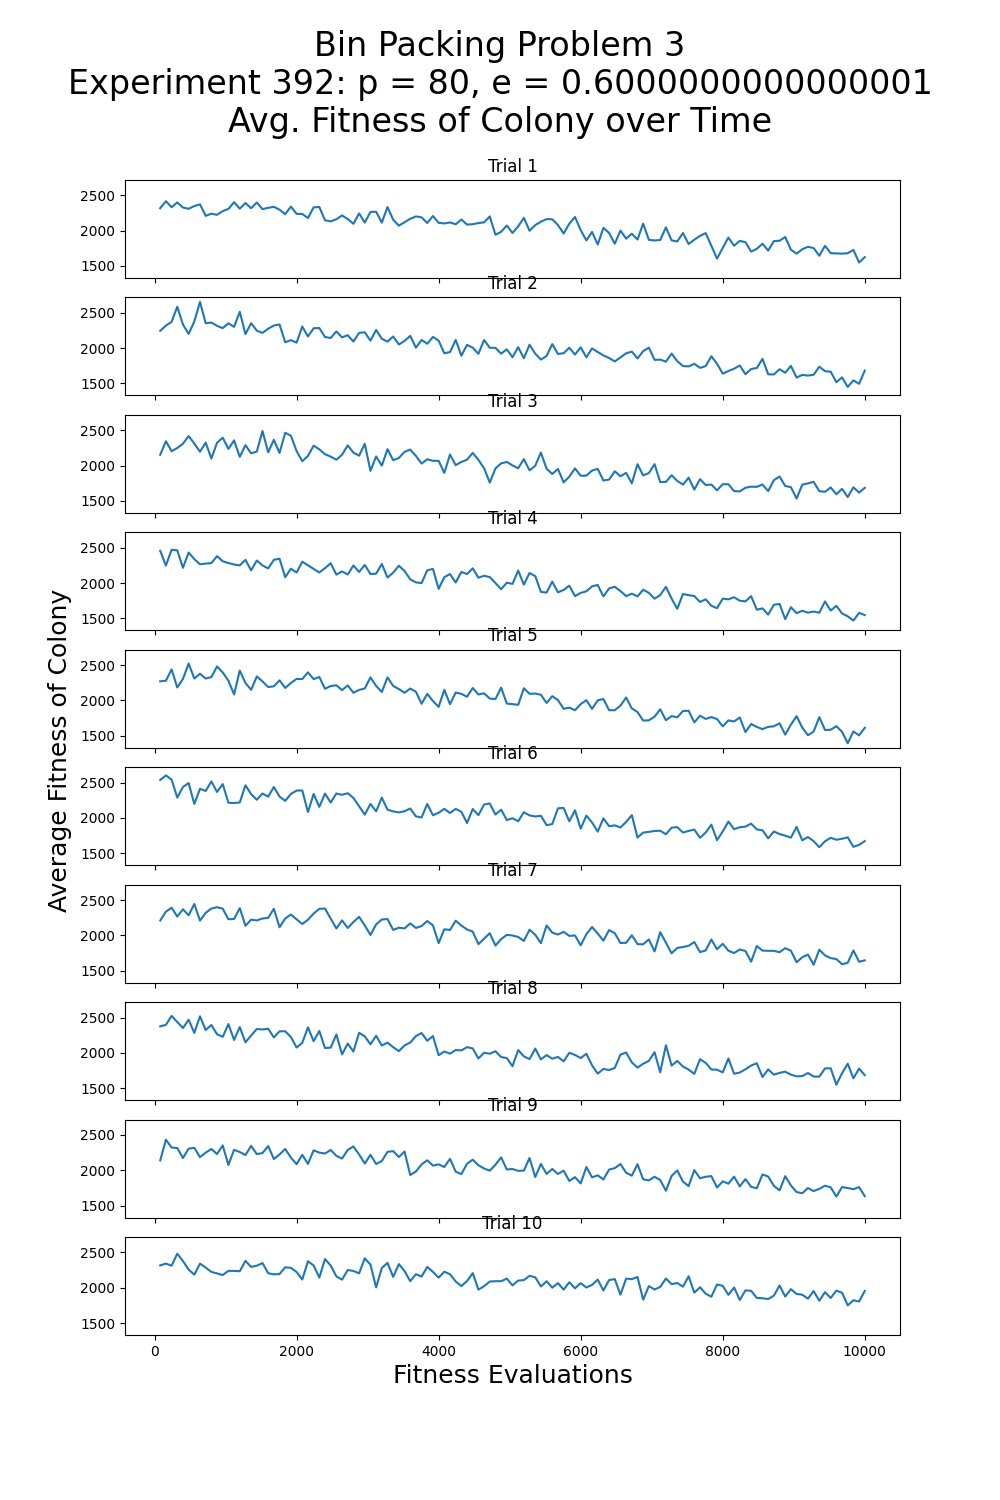 Bin Packing Problem 3
Experiment 392: p = 80, e = 0.6000000000000001
Avg. Fitness of Colony over Time
Trial 1
2500
2000
1500
Trial 2
2500
2000
1500
Trial 3
2500
2000
1500
Trial 4
2500
2000
1500
Trial 5
2500
2000
1500
Trial 6
2500
2000
1500
Trial 7
2500
2000
1500
Trial 8
2500
2000
1500
Trial 9
2500
2000
1500
Trial 10
2500
2000
1500
0 2000 4000 6000 8000 10000
Fitness Evaluations
Average Fitness of Colony